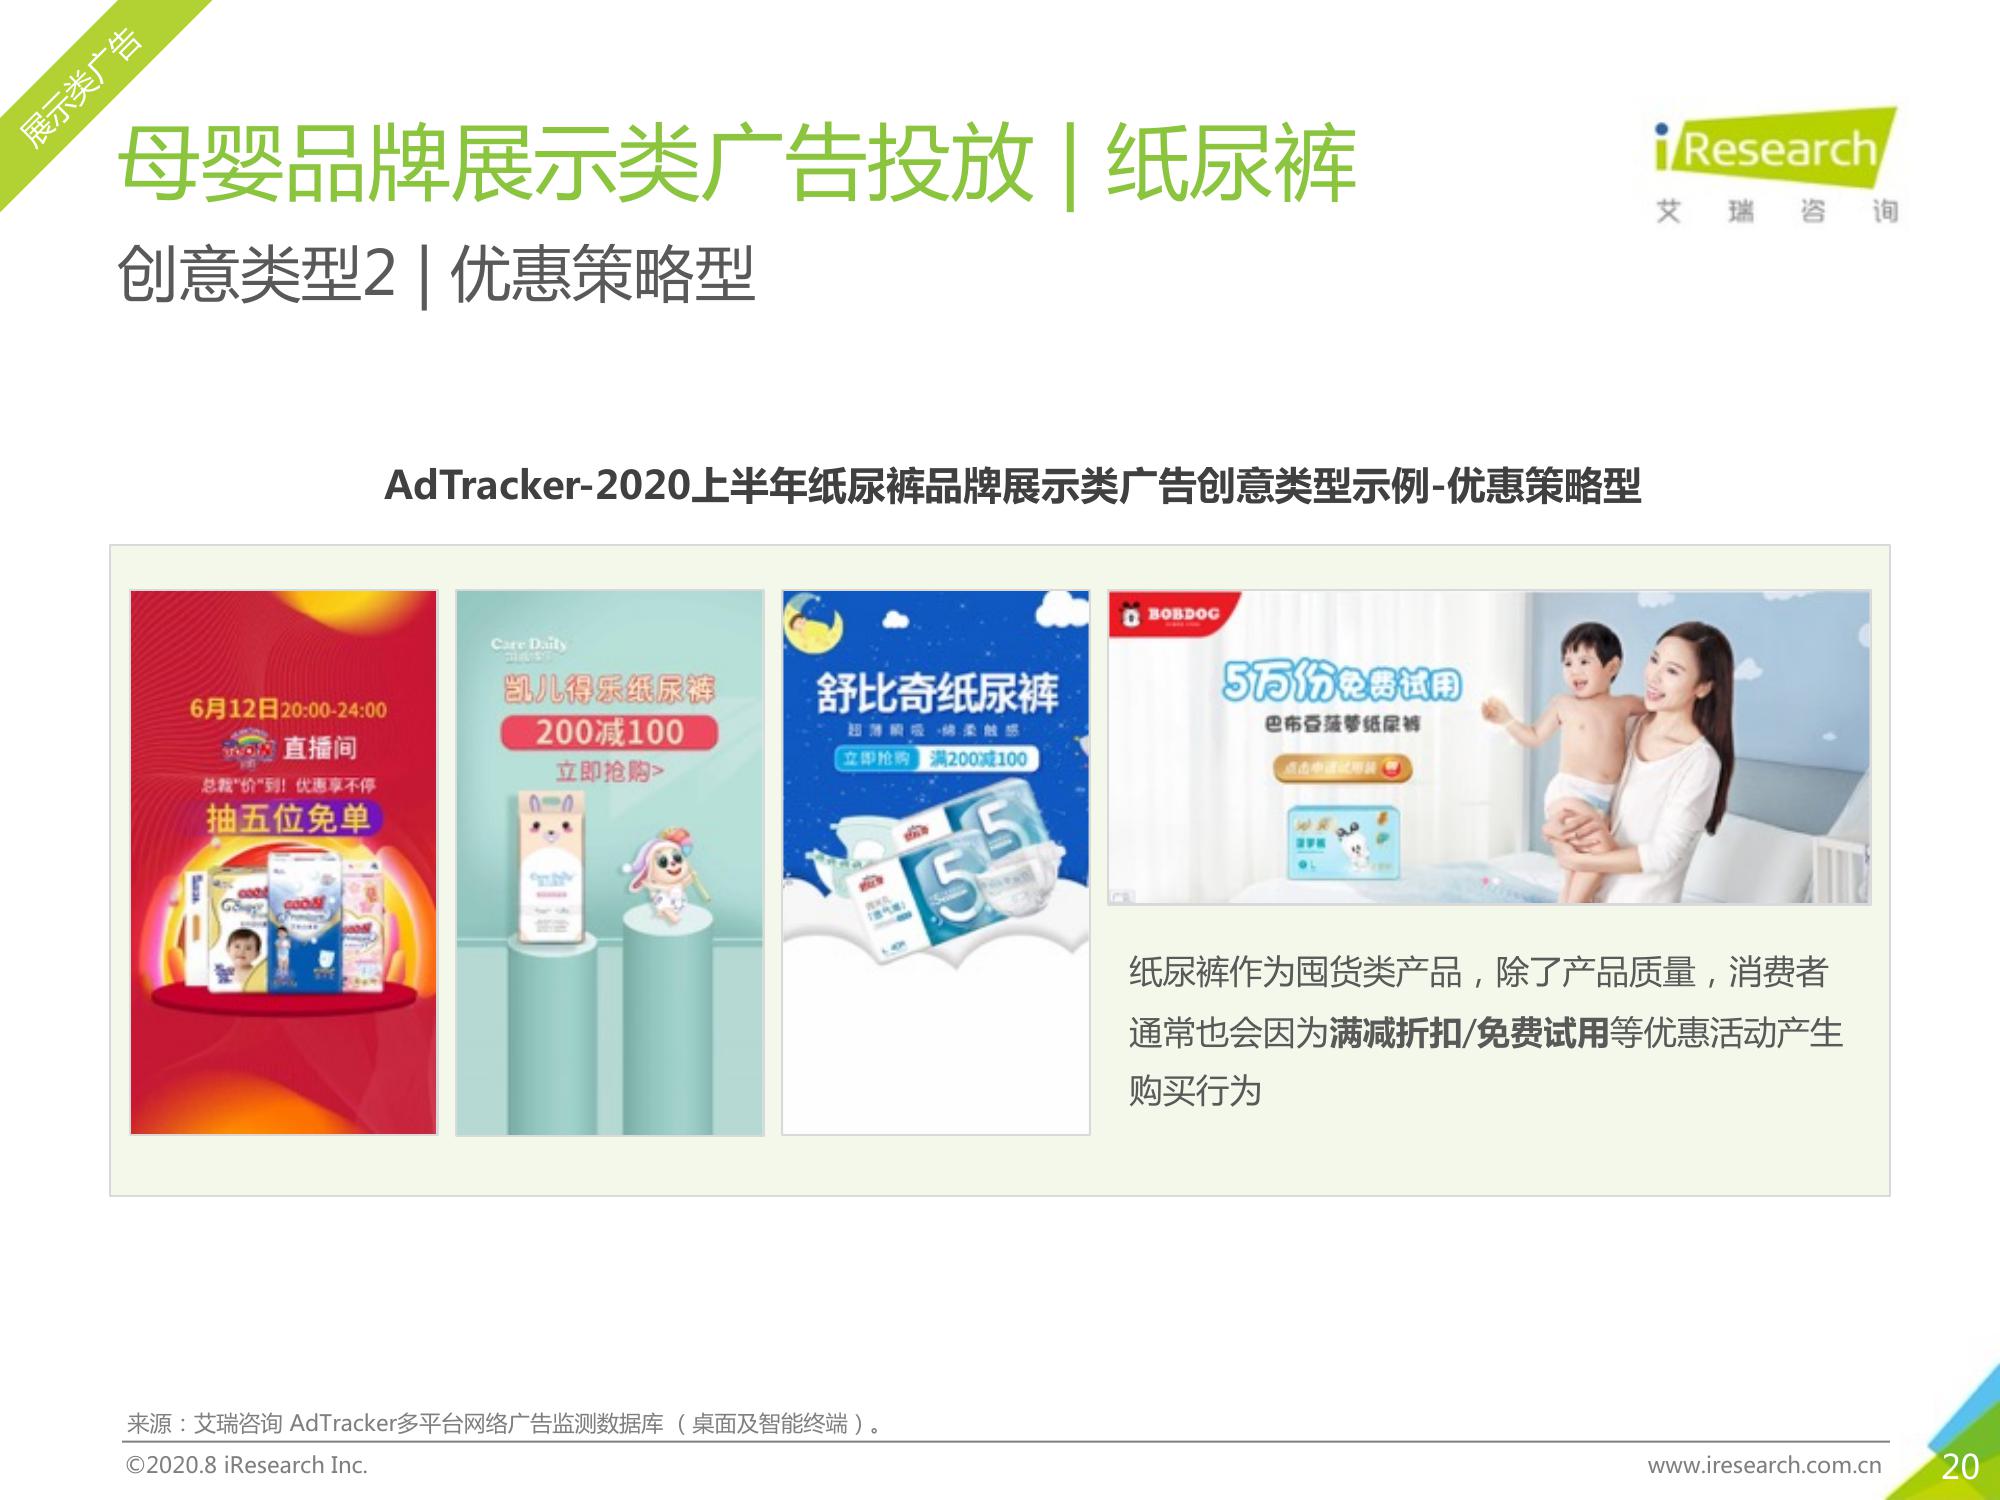 展示类广告
母婴品牌展示类广告投放 | 纸尿裤
iResearch
艾瑞咨询
创意类型2 | 优惠策略型
AdTracker-2020上半年纸尿裤品牌展示类广告创意类型示例-优惠策略型
6月12日20:00-24:00
直播间
总裁"价"到！优惠享不停
抽五位免单
Care Daily
凯儿得乐纸尿裤
200减100
立即抢购>
舒比奇纸尿裤
超薄瞬吸 绵柔触感
立即抢购 满200减100
BOBDOG
5万份免费试用
巴布豆菠萝纸尿裤
点击申请试用装
纸尿裤作为囤货类产品，除了产品质量，消费者
通常也会因为满减折扣/免费试用等优惠活动产生
购买行为
来源：艾瑞咨询 AdTracker多平台网络广告监测数据库（桌面及智能终端）。
©2020.8 iResearch Inc.
www.iresearch.com.cn
20